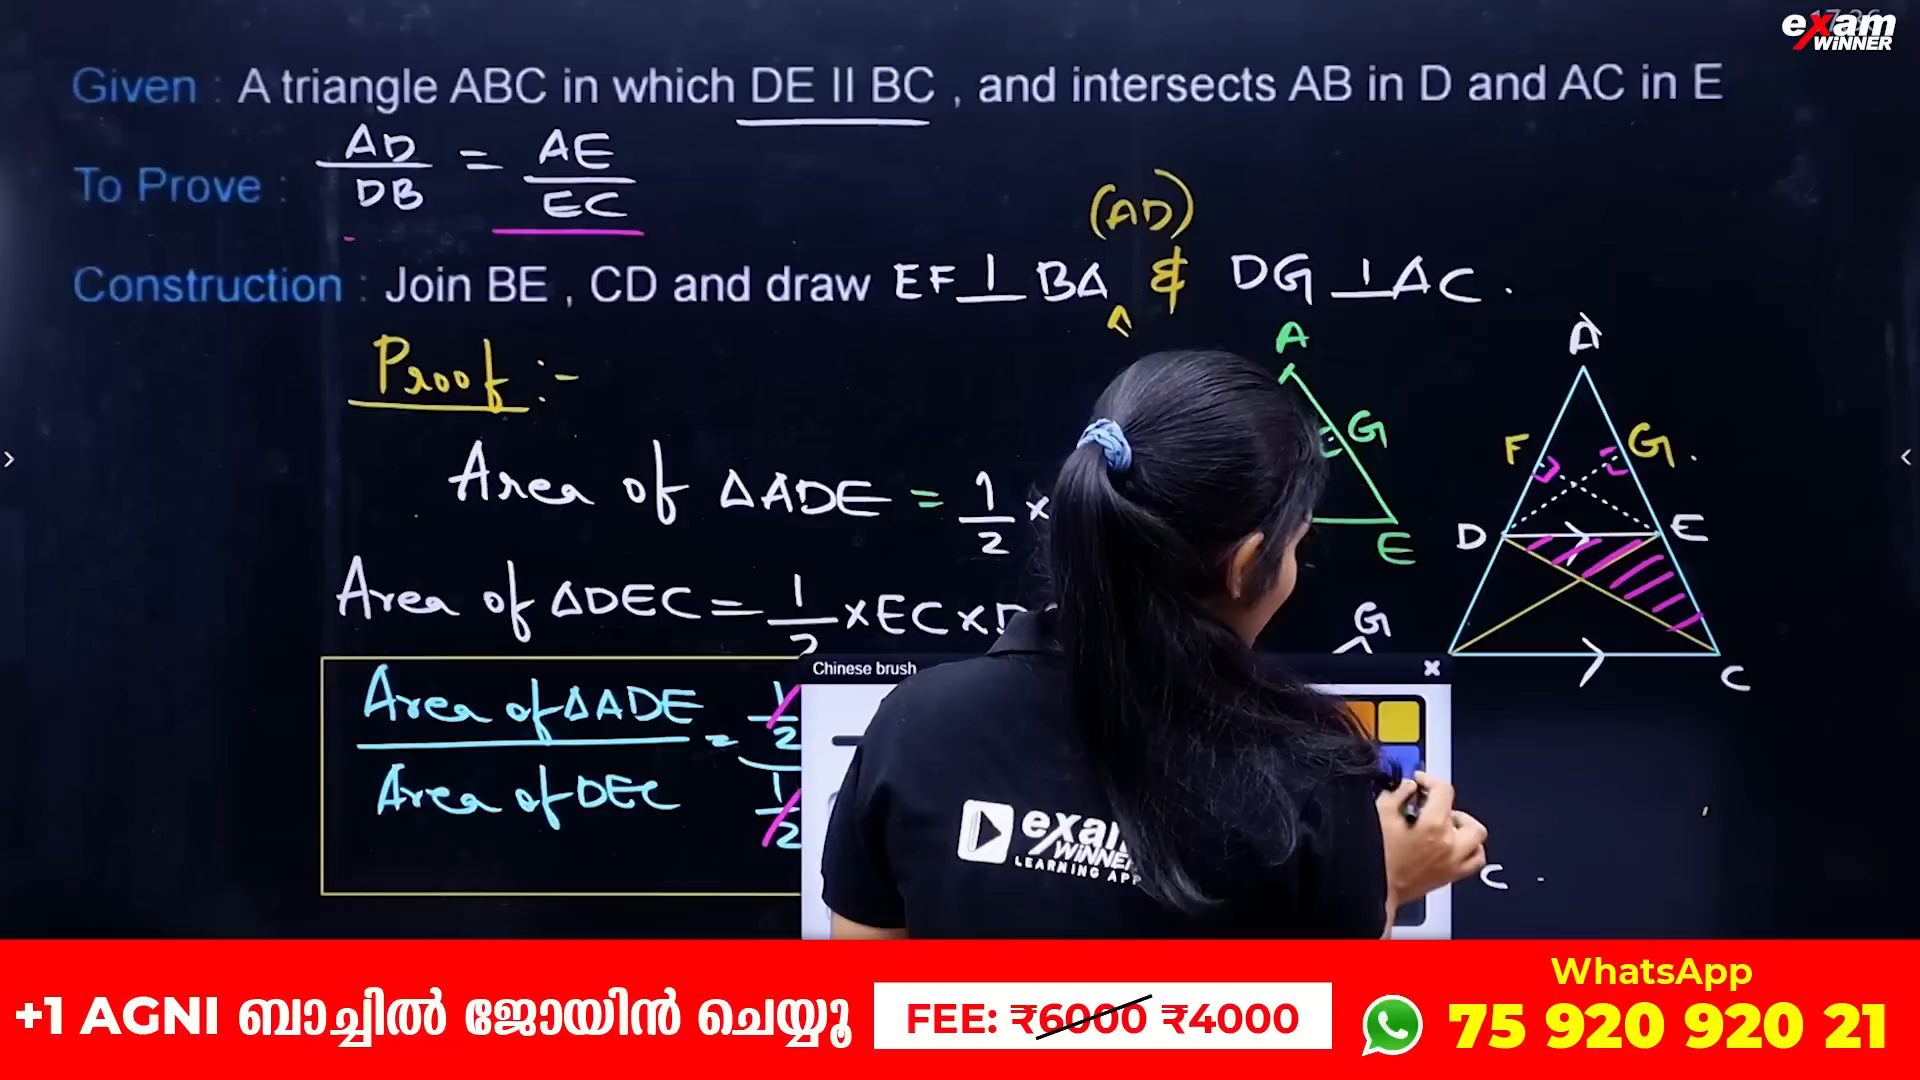 exam
WiNNER
Given : A triangle ABC in which DE II BC , and intersects AB in D and AC in E
To Prove : AD/DB = AE/EC
(AD)
Construction : Join BE , CD and draw EF ⊥ BA & DG ⊥ AC .
Proof :-
Area of △ADE = 1/2 ×
Area of △DEC = 1/2 × EC ×
Area of △ADE / Area of DEC = 1/2 / 1/2
A
G
E
G
C
A
F
G
D
E
C
Chinese brush
exam
WiNNER
LEARNING APP
+1 AGNI ബാച്ചിൽ ജോയിൻ ചെയ്യൂ
FEE: ₹6000 ₹4000
WhatsApp
75 920 920 21